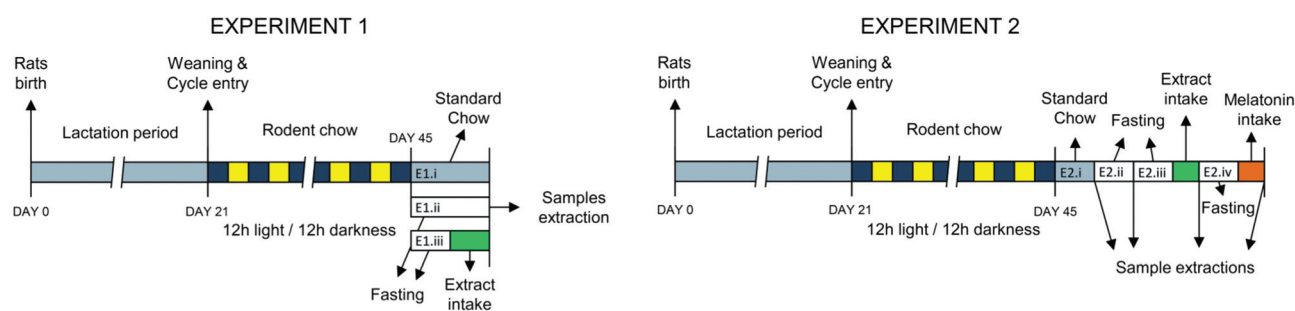 EXPERIMENT 1
Rats
birth
Weaning &
Cycle entry
Standard
Chow
Lactation period
Rodent chow
DAY 45
E1.i
E1.ii
E1.iii
DAY 0
DAY 21
12h light / 12h darkness
Samples
extraction
Fasting
Extract
intake
EXPERIMENT 2
Rats
birth
Weaning &
Cycle entry
Extract
intake
Standard
Chow
Fasting
Melatonin
intake
Lactation period
Rodent chow
E2.i
E2.ii
E2.iii
E2.iv
DAY 0
DAY 21
DAY 45
Fasting
12h light / 12h darkness
Sample extractions